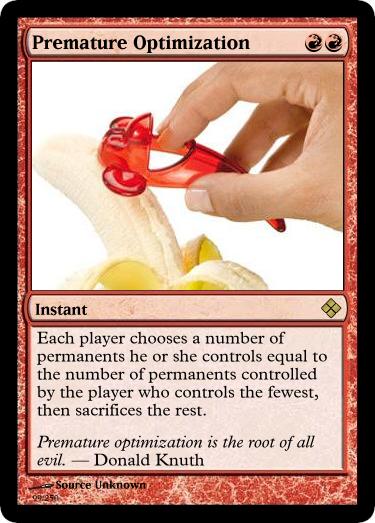 Premature Optimization
Instant
Each player chooses a number of
permanents he or she controls equal to
the number of permanents controlled
by the player who controls the fewest,
then sacrifices the rest.
Premature optimization is the root of all
evil. — Donald Knuth
Source Unknown